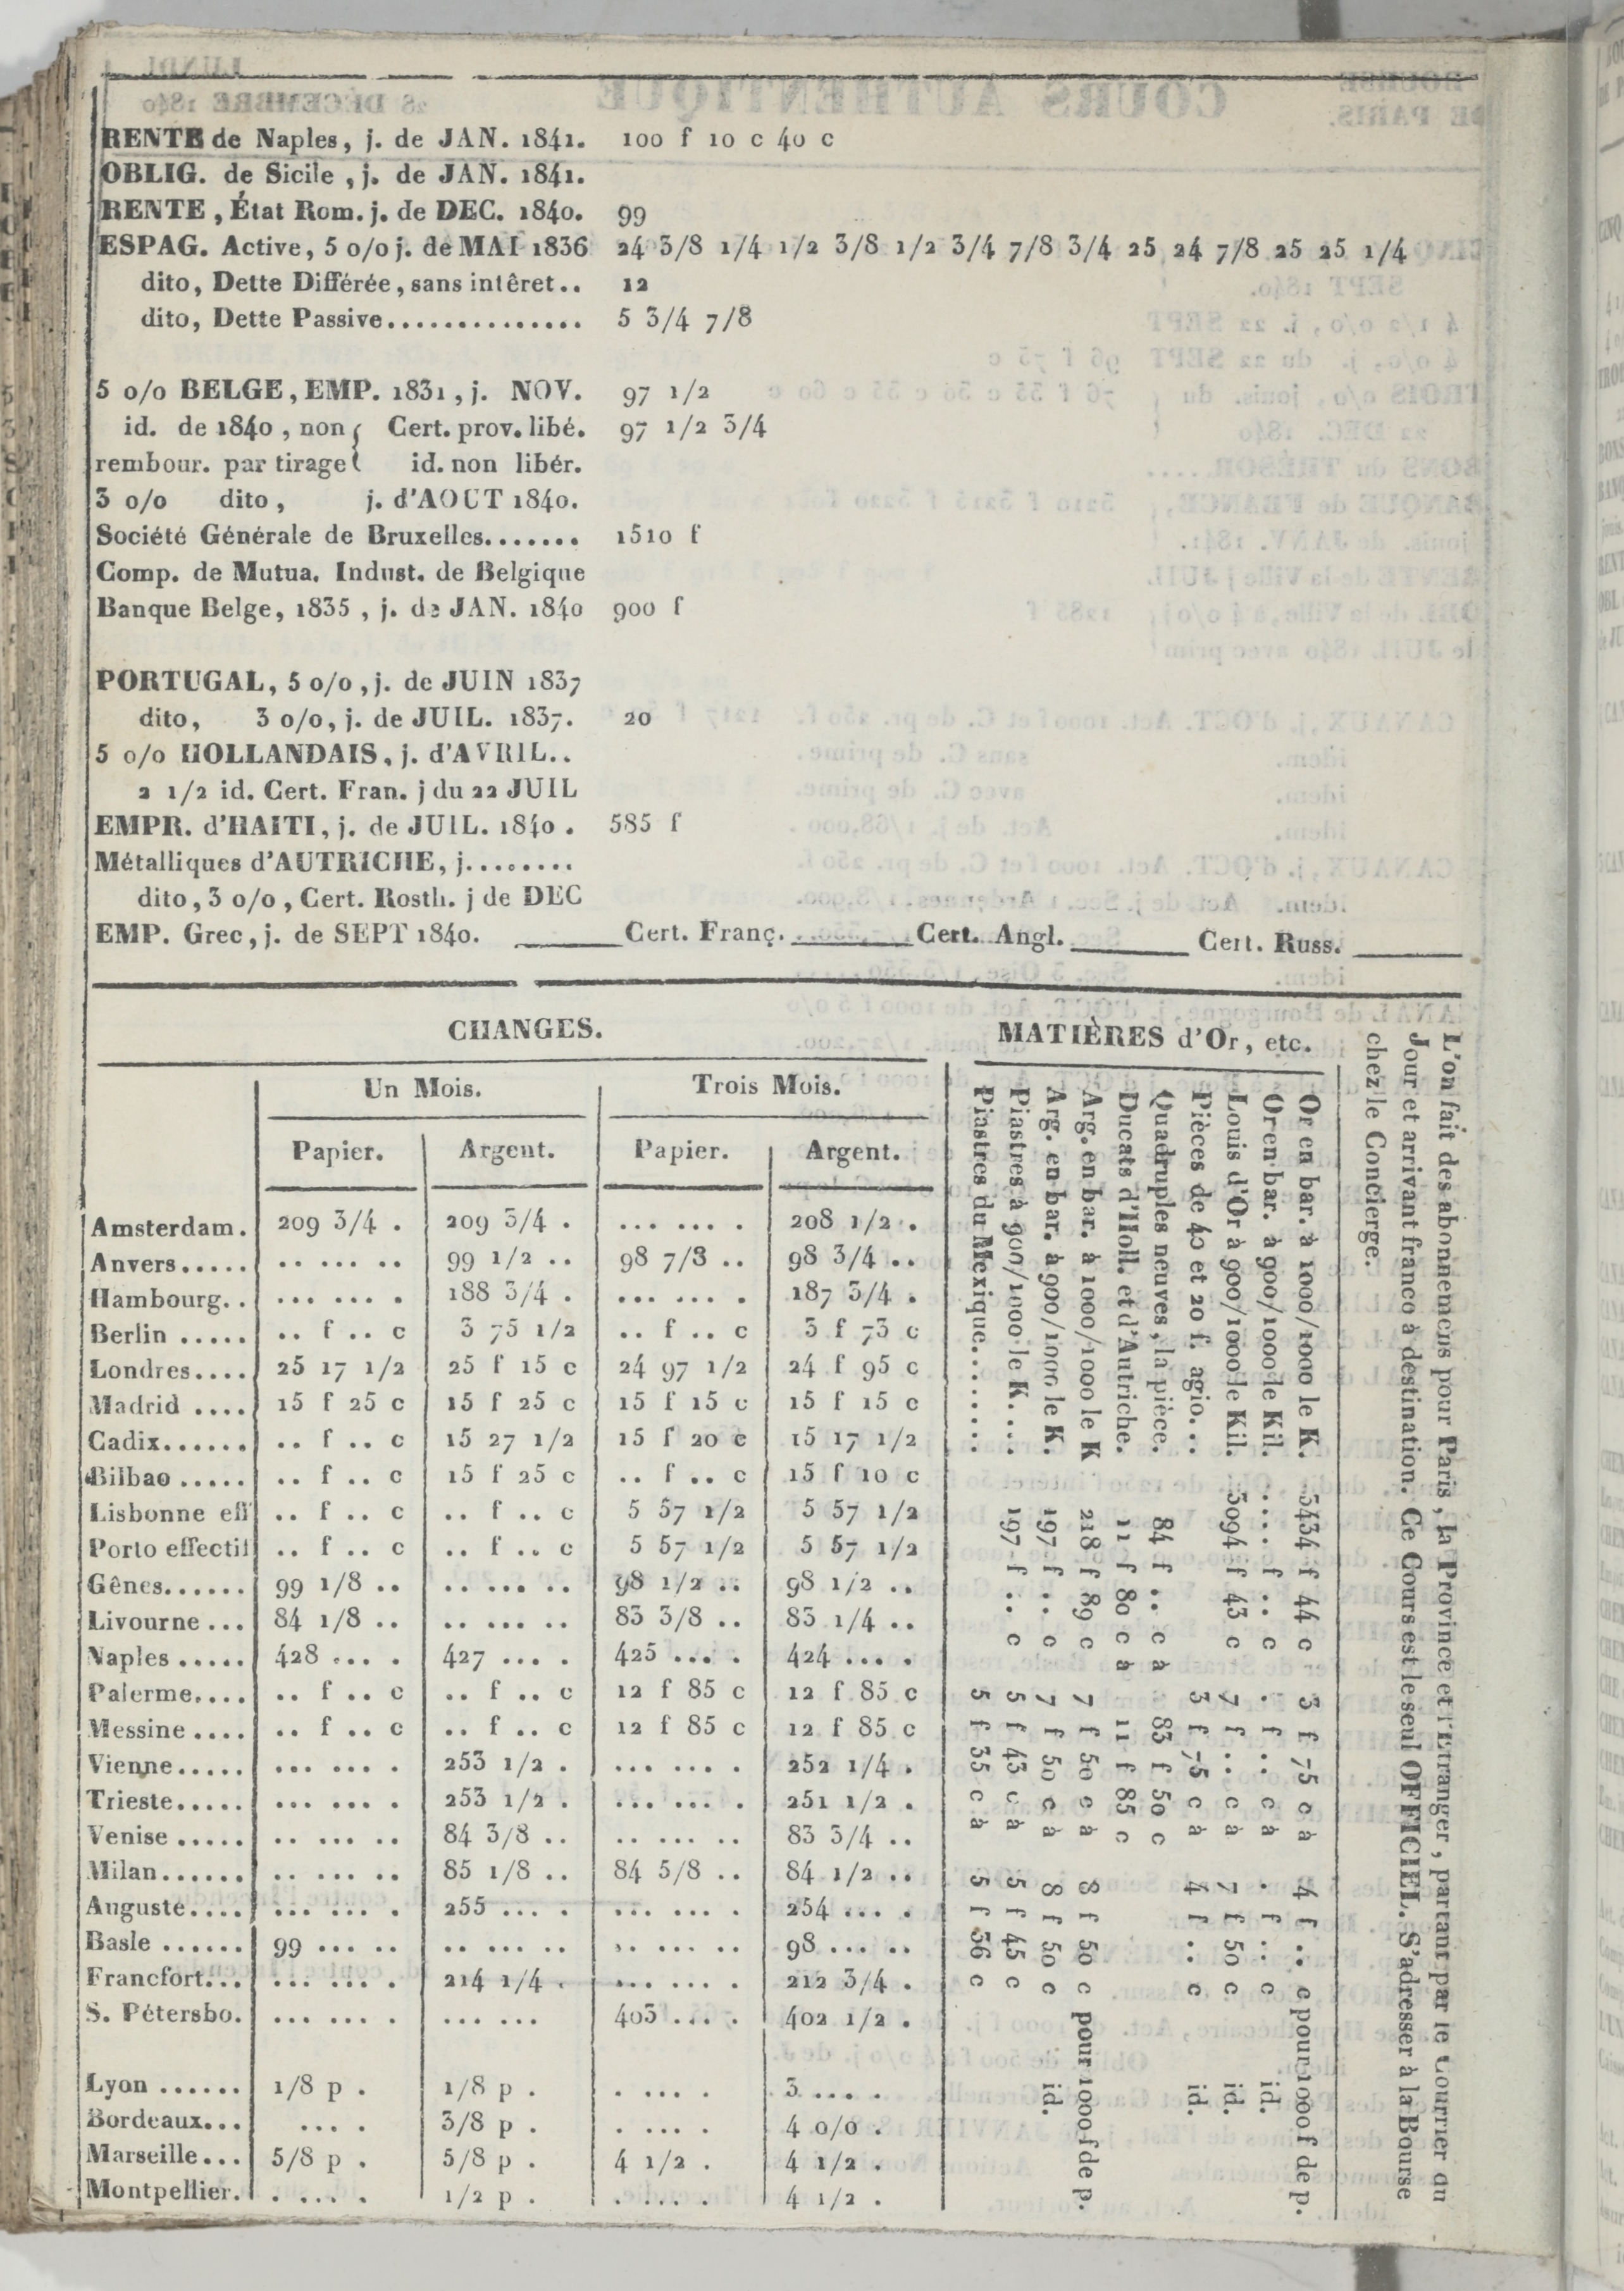 RENTE de Naples, j. de JAN. 1841. 100 f 10 c 40 c
OBLIG. de Sicile, j. de JAN. 1841.
RENTE, État Rom. j. de DEC. 1840. 99
ESPAG. Active, 5 o/o j. de MAI 1836 24 3/8 1/4 1/2 3/8 1/2 3/4 7/8 3/4 25 24 7/8 25 25 1/4
dito, Dette Différée, sans intêret.. 12
dito, Dette Passive.............. 5 3/4 7/8
5 o/o BELGE, EMP. 1831, j. NOV. 97 1/2
id. de 1840, non { Cert. prov. libé. 97 1/2 3/4
rembour. par tirage { id. non libér.
3 o/o dito, j. d'AOUT 1840.
Société Générale de Bruxelles....... 1510 f
Comp. de Mutua. Indust. de Belgique
Banque Belge, 1835, j. de JAN. 1840 900 f
PORTUGAL, 5 o/o, j. de JUIN 1837
dito, 3 o/o, j. de JUIL. 1837. 20
5 o/o HOLLANDAIS, j. d'AVRIL..
2 1/2 id. Cert. Fran. j du 22 JUIL
EMPR. d'HAITI, j. de JUIL. 1840. 585 f
Métalliques d'AUTRICHE, j........
dito, 3 o/o, Cert. Rosth. j de DEC
EMP. Grec, j. de SEPT 1840. ______ Cert. Franç. ______ Cert. Angl. ______ Cert. Russ. ______
CHANGES.
Un Mois. Trois Mois.
Papier. Argent. Papier. Argent.
Amsterdam. 209 3/4 . 209 3/4 . ... ... . 208 1/2 .
Anvers..... .. ... .. 99 1/2 .. 98 7/8 .. 98 3/4 ..
Hambourg.. ... ... . 188 3/4 . ... ... . 187 3/4 .
Berlin ..... .. f .. c 3 75 1/2 .. f .. c 3 f 73 c
Londres.... 25 17 1/2 25 f 15 c 24 97 1/2 24 f 95 c
Madrid .... 15 f 25 c 15 f 25 c 15 f 15 c 15 f 15 c
Cadix...... .. f .. c 15 27 1/2 15 f 20 c 15 17 1/2
Bilbao ..... .. f .. c 15 f 25 c .. f .. c 15 f 10 c
Lisbonne eff .. f .. c .. f .. c 5 57 1/2 5 57 1/2
Porto effectif .. f .. c .. f .. c 5 57 1/2 5 57 1/2
Gênes...... 99 1/8 .. .. ... .. 98 1/2 .. 98 1/2 ..
Livourne ... 84 1/8 .. .. ... .. 83 3/8 .. 83 1/4 ..
Naples ..... 428 ... . 427 ... . 425 ... . 424 ... .
Palerme.... .. f .. c .. f .. c 12 f 85 c 12 f 85 c
Messine .... .. f .. c .. f .. c 12 f 85 c 12 f 85 c
Vienne..... ... ... . 253 1/2 . ... ... . 252 1/4 .
Trieste..... ... ... . 253 1/2 . ... ... . 251 1/2 .
Venise ..... .. ... .. 84 3/8 .. .. ... .. 83 3/4 ..
Milan...... .. ... .. 85 1/8 .. 84 5/8 .. 84 1/2 ..
Auguste.... ... ... . 255 ... . ... ... . 254 ... .
Basle ...... 99 ... .. .. ... .. .. ... .. 98 ... ..
Francfort... ... ... . 214 1/4 . ... ... . 212 3/4 .
S. Pétersbo. ... ... . ... ... 403 ... . 402 1/2 .
Lyon ...... 1/8 p . 1/8 p . . ... . 3 ... .
Bordeaux... ... . 3/8 p . . ... . 4 o/o .
Marseille... 5/8 p . 5/8 p . 4 1/2 . 4 1/2 .
Montpellier. . ... . 1/2 p . . ... . 4 1/2 .
MATIÈRES d'Or, etc.
Or en bar. à 1000/1000 le K. 3434 f 44 c 3 f 75 c à 4 f .. c pour 1000 f de p.
Or en bar. à 900/1000 le Kil. .... f .. c . f .. c à . f .. c id.
Louis d'Or à 900/1000 le Kil. 3094 f 43 c 7 f .. c à 7 f 50 c id.
Pièces de 40 et 20 f. agio... 3 f 75 c à 4 f .. c id.
Quadruples neuves, la pièce. 84 f .. c à 83 f 50 c
Ducats d'Holl. et d'Autriche. 11 f 80 c à 11 f 85 c
Arg. en bar. à 1000/1000 le K 218 f 89 c 7 f 50 c à 8 f 50 c pour 1000 f de p.
Arg. en bar. à 900/1000 le K. 197 f .. c 7 f 50 c à 8 f 50 c id.
Piastres à 900/1000 le K.... 197 f .. c 5 f 43 c à 5 f 45 c
Piastres du Mexique....... 5 f 35 c à 5 f 36 c
L'on fait des abonnemens pour Paris, la Province et l'Etranger, partant par le Courrier du
Jour et arrivant franco à destination. Ce Cours est le seul OFFICIEL. S'adresser à la Bourse
chez le Concierge.